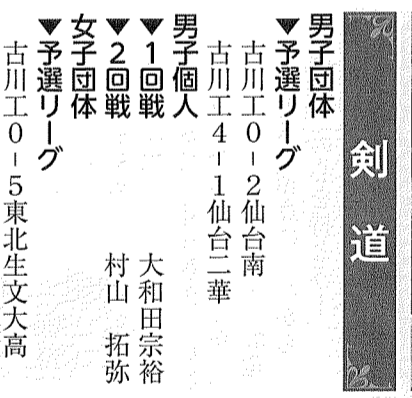 剣道
男子団体
▼予選リーグ
古川工0-2仙台南
古川工4-1仙台二華
男子個人
▼1回戦 大和田宗裕
▼2回戦 村山 拓弥
女子団体
▼予選リーグ
古川工0-5東北生文大高